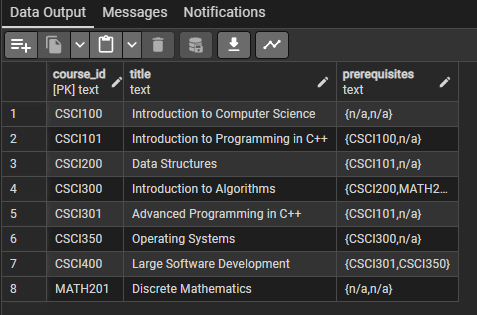 Data Output Messages Notifications
course_id title prerequisites
[PK] text text text
1 CSCI100 Introduction to Computer Science {n/a,n/a}
2 CSCI101 Introduction to Programming in C++ {CSCI100,n/a}
3 CSCI200 Data Structures {CSCI101,n/a}
4 CSCI300 Introduction to Algorithms {CSCI200,MATH2...
5 CSCI301 Advanced Programming in C++ {CSCI101,n/a}
6 CSCI350 Operating Systems {CSCI300,n/a}
7 CSCI400 Large Software Development {CSCI301,CSCI350}
8 MATH201 Discrete Mathematics {n/a,n/a}